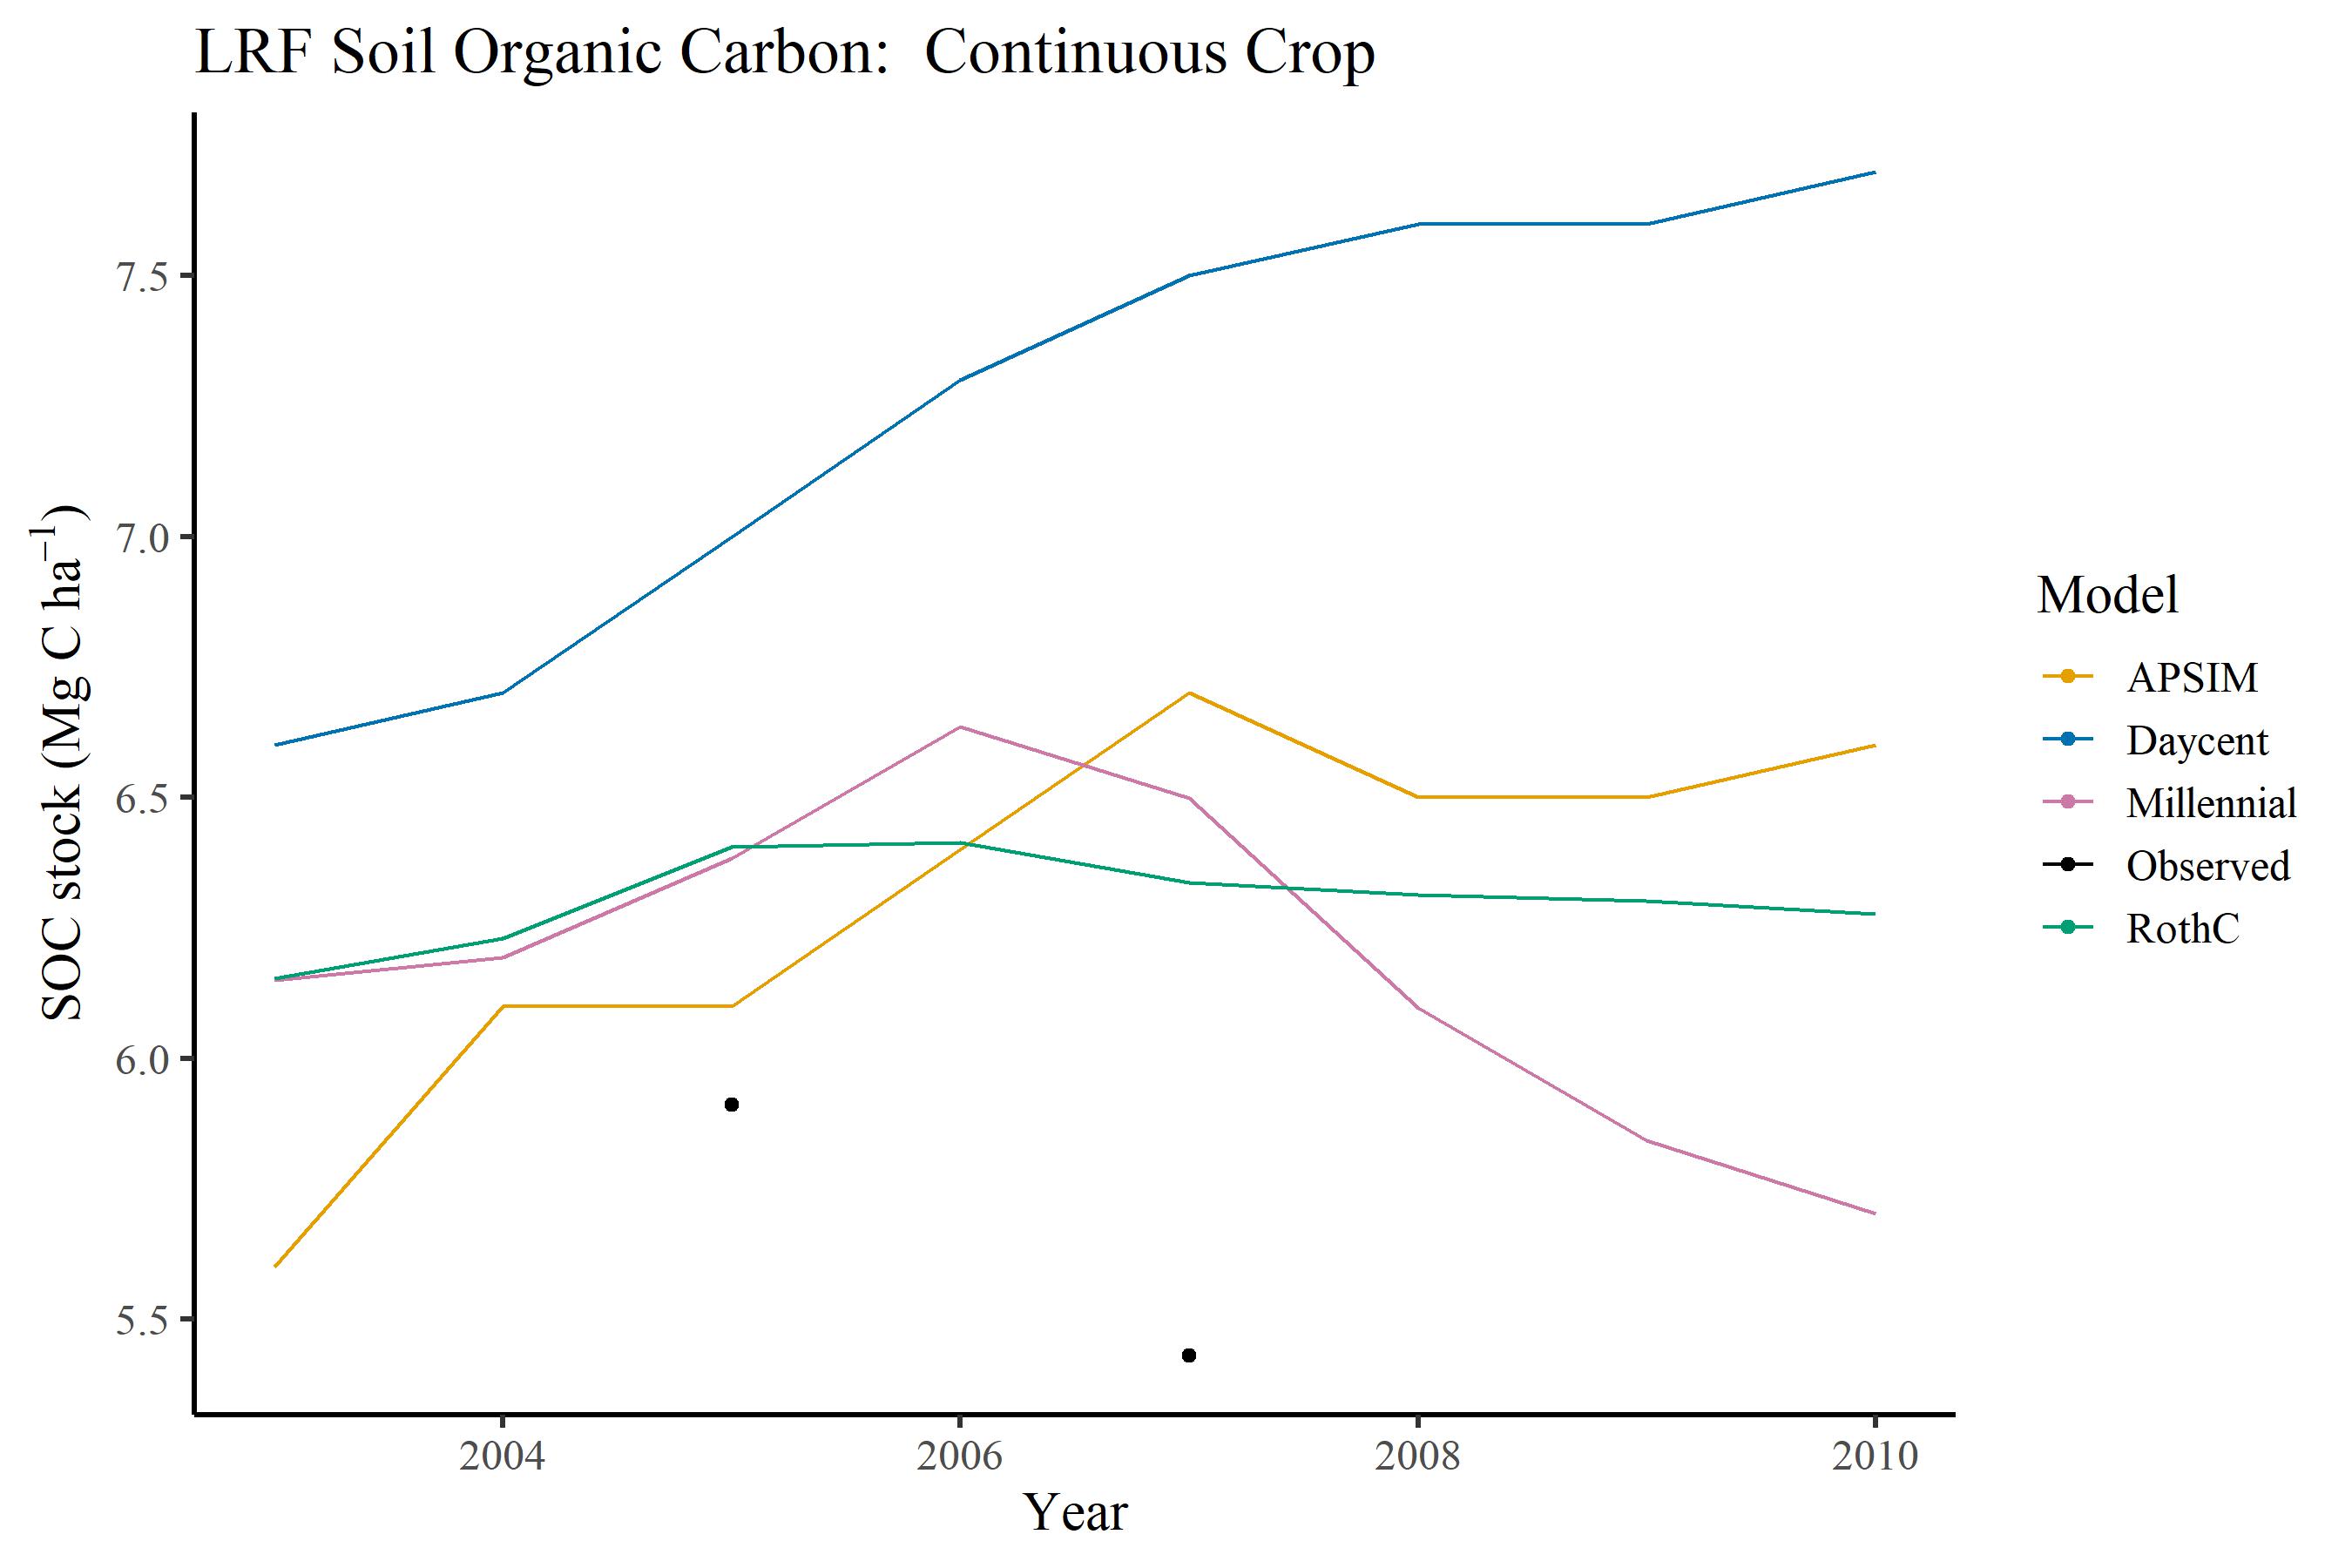 LRF Soil Organic Carbon:  Continuous Crop
SOC stock (Mg C ha⁻¹)
7.5
7.0
6.5
6.0
5.5
2004 2006 2008 2010
Year
Model
APSIM
Daycent
Millennial
Observed
RothC